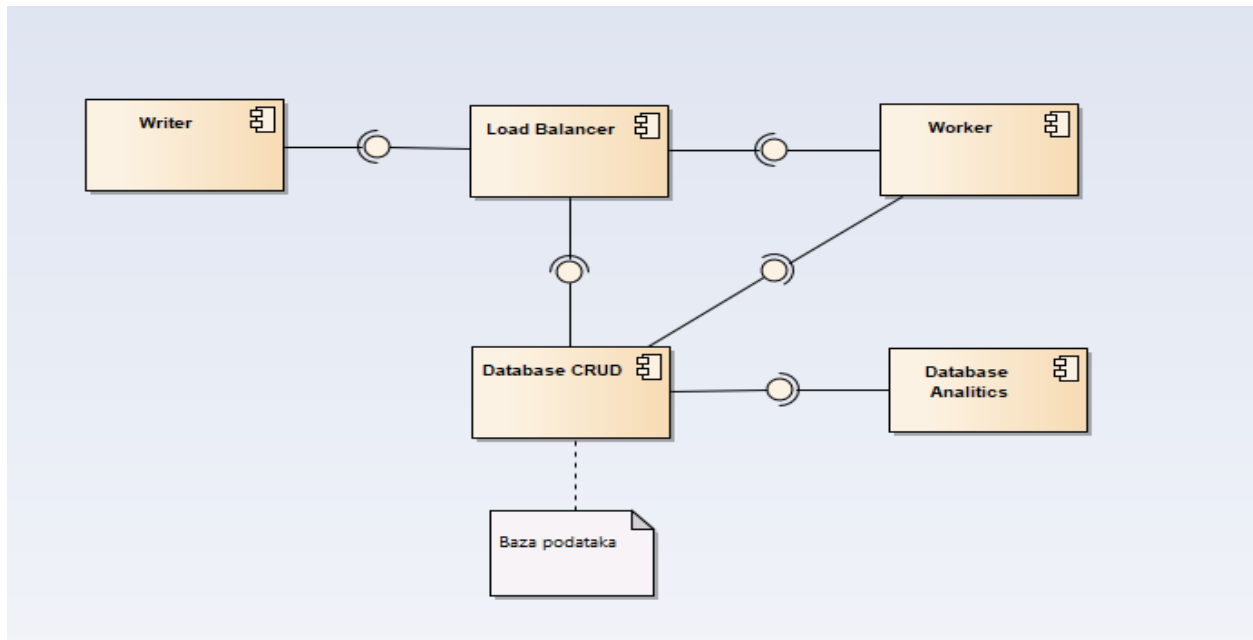 Writer
Load Balancer
Worker
Database CRUD
Database
Analitics
Baza podataka